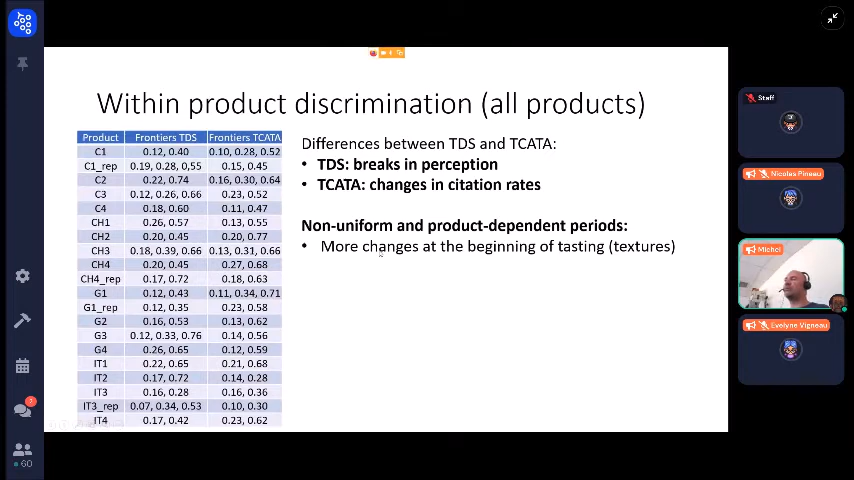 Within product discrimination (all products)
Product Frontiers TDS Frontiers TCATA
C1 0.12, 0.40 0.10, 0.28, 0.52
C1_rep 0.19, 0.28, 0.55 0.15, 0.45
C2 0.22, 0.74 0.16, 0.30, 0.64
C3 0.12, 0.26, 0.66 0.23, 0.52
C4 0.18, 0.60 0.11, 0.47
CH1 0.26, 0.57 0.13, 0.55
CH2 0.20, 0.45 0.20, 0.77
CH3 0.18, 0.39, 0.66 0.13, 0.31, 0.66
CH4 0.20, 0.45 0.27, 0.68
CH4_rep 0.17, 0.72 0.18, 0.63
G1 0.12, 0.43 0.11, 0.34, 0.71
G1_rep 0.12, 0.35 0.23, 0.58
G2 0.16, 0.53 0.13, 0.62
G3 0.12, 0.33, 0.76 0.14, 0.56
G4 0.26, 0.65 0.12, 0.59
IT1 0.22, 0.65 0.21, 0.68
IT2 0.17, 0.72 0.14, 0.28
IT3 0.16, 0.28 0.16, 0.36
IT3_rep 0.07, 0.34, 0.53 0.10, 0.30
IT4 0.17, 0.42 0.23, 0.62
Differences between TDS and TCATA:
• TDS: breaks in perception
• TCATA: changes in citation rates
Non-uniform and product-dependent periods:
• More changes at the beginning of tasting (textures)
Staff
Nicolas Pineau
Michel
Evelyne Vigneau
60